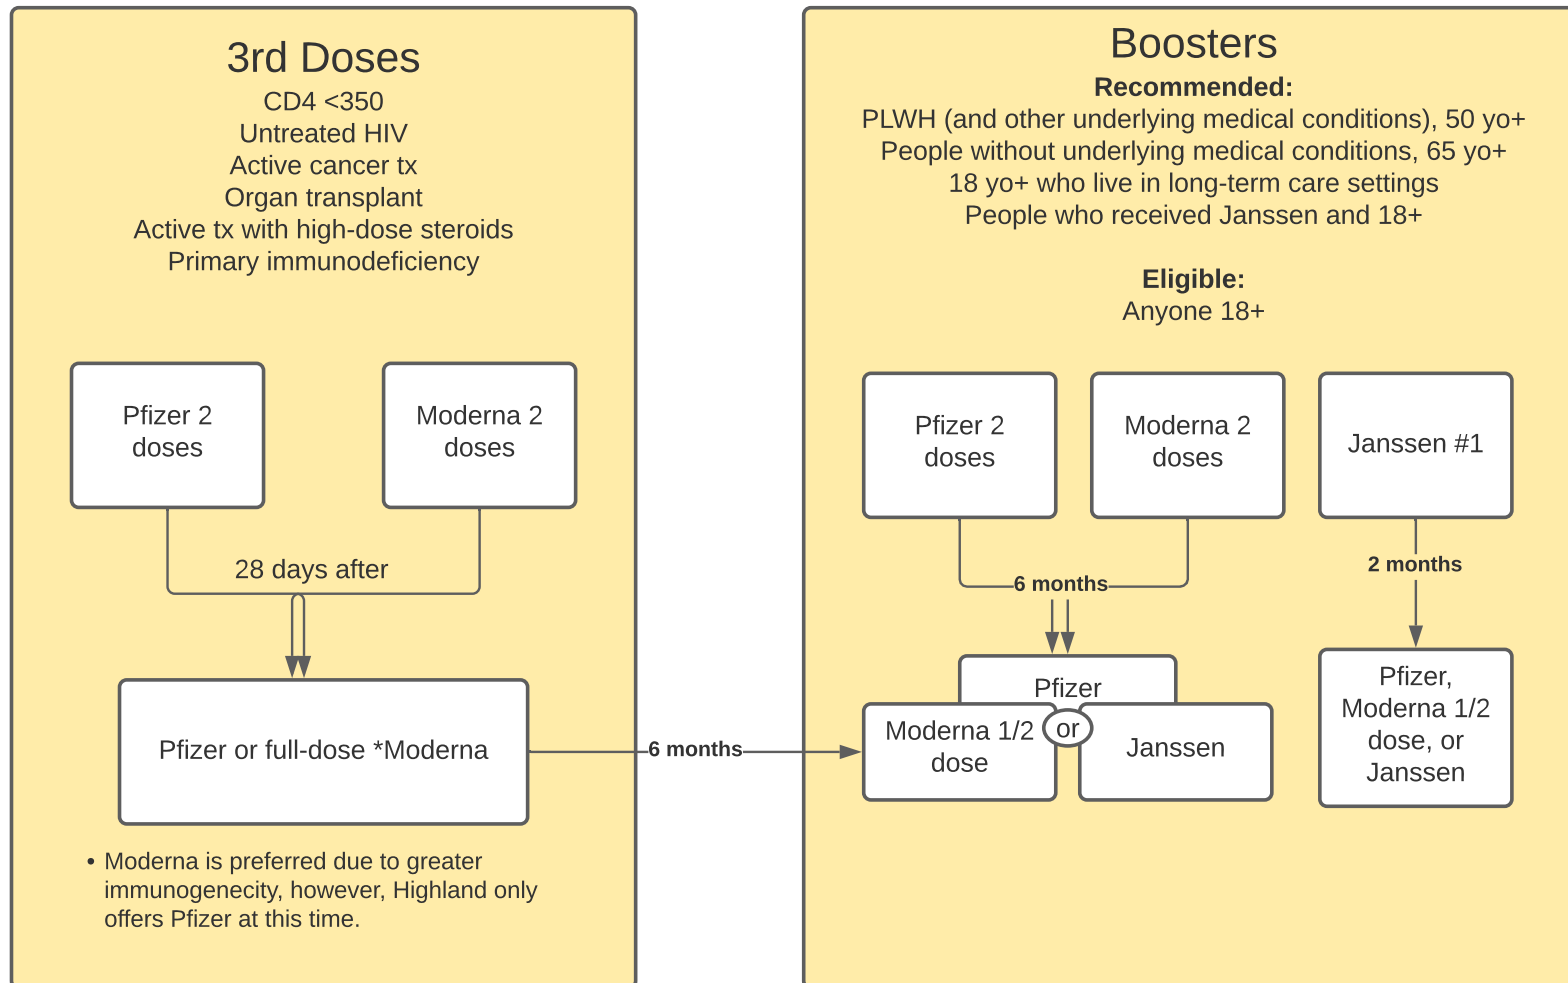 3rd Doses
CD4 <350
Untreated HIV
Active cancer tx
Organ transplant
Active tx with high-dose steroids
Primary immunodeficiency
Pfizer 2
doses
Moderna 2
doses
28 days after
Pfizer or full-dose *Moderna
• Moderna is preferred due to greater
immunogenecity, however, Highland only
offers Pfizer at this time.
6 months
Boosters
Recommended:
PLWH (and other underlying medical conditions), 50 yo+
People without underlying medical conditions, 65 yo+
18 yo+ who live in long-term care settings
People who received Janssen and 18+
Eligible:
Anyone 18+
Pfizer 2
doses
Moderna 2
doses
Janssen #1
6 months
2 months
Pfizer
Moderna 1/2
dose
or
Janssen
Pfizer,
Moderna 1/2
dose, or
Janssen